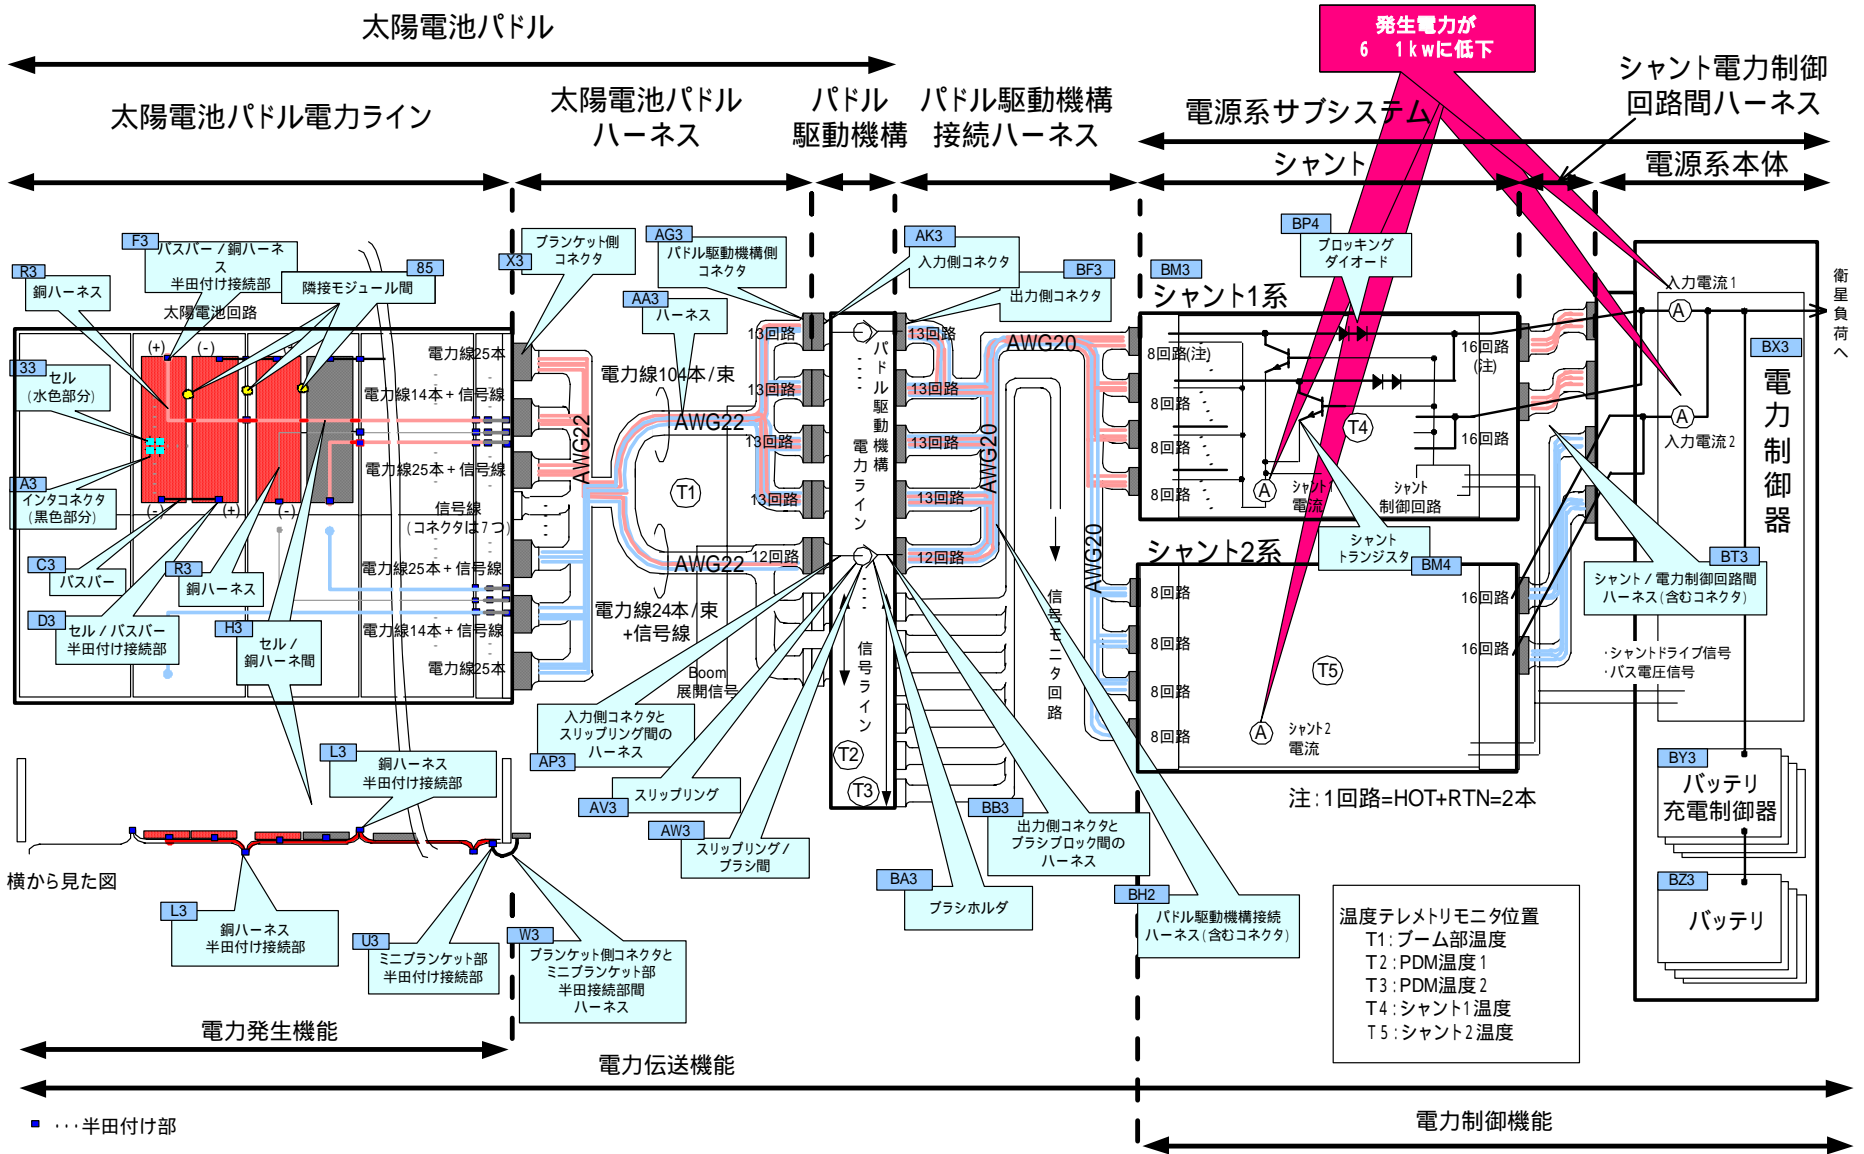 太陽電池パドル
発生電力が
6 1kwに低下
太陽電池パドル電力ライン
太陽電池パドル
ハーネス
パドル
駆動機構
パドル駆動機構
接続ハーネス
電源系サブシステム
シャント電力制御
回路間ハーネス
シャント
電源系本体
F3
バスバー/銅ハーネ
ス
半田付け接続部
R3
銅ハーネス
85
隣接モジュール間
太陽電池回路
X3
ブランケット側
コネクタ
AG3
パドル駆動機構側
コネクタ
AA3
ハーネス
AK3
入力側コネクタ
BF3
出力側コネクタ
BM3
シャント1系
BP4
ブロッキング
ダイオード
入力電流1
衛星負荷へ
BX3
電力制御器
入力電流2
33
セル
(水色部分)
A3
インタコネクタ
(黒色部分)
C3
バスバー
D3
セル/バスバー
半田付け接続部
R3
銅ハーネス
H3
セル/
銅ハーネ間
(+)
(-)
(+)
(-)
(+)
(-)
電力線25本
電力線14本+信号線
電力線25本+信号線
信号線
(コネクタは7つ)
電力線25本+信号線
電力線14本+信号線
電力線25本
AWG22
電力線104本/束
AWG22
AWG22
電力線24本/束
+信号線
T1
Boom
展開信号
13回路
13回路
13回路
13回路
12回路
パドル駆動機構
電力ライン
信号ライン
T2
T3
13回路
13回路
13回路
13回路
12回路
AWG20
AWG20
AWG20
信号モニタ回路
8回路(注)
8回路
8回路
8回路
16回路
(注)
16回路
T4
A
シャント1
電流
シャント
制御回路
シャント
トランジスタ
シャント2系
BM4
8回路
8回路
8回路
8回路
16回路
16回路
T5
A
シャント2
電流
A
A
BT3
シャント/電力制御回路間
ハーネス(含むコネクタ)
・シャントドライブ信号
・バス電圧信号
注:1回路=HOT+RTN=2本
BY3
バッテリ
充電制御器
BZ3
バッテリ
入力側コネクタと
スリップリング間の
ハーネス
AP3
スリップリング
AV3
AW3
スリップリング/
ブラシ間
BA3
ブラシホルダ
BB3
出力側コネクタと
ブラシブロック間の
ハーネス
BH2
パドル駆動機構接続
ハーネス(含むコネクタ)
L3
銅ハーネス
半田付け接続部
横から見た図
L3
銅ハーネス
半田付け接続部
U3
ミニブランケット部
半田付け接続部
W3
ブランケット側コネクタと
ミニブランケット部
半田接続部間
ハーネス
温度テレメトリモニタ位置
T1:ブーム部温度
T2:PDM温度1
T3:PDM温度2
T4:シャント1温度
T5:シャント2温度
電力発生機能
電力伝送機能
電力制御機能
■ ・・・半田付け部